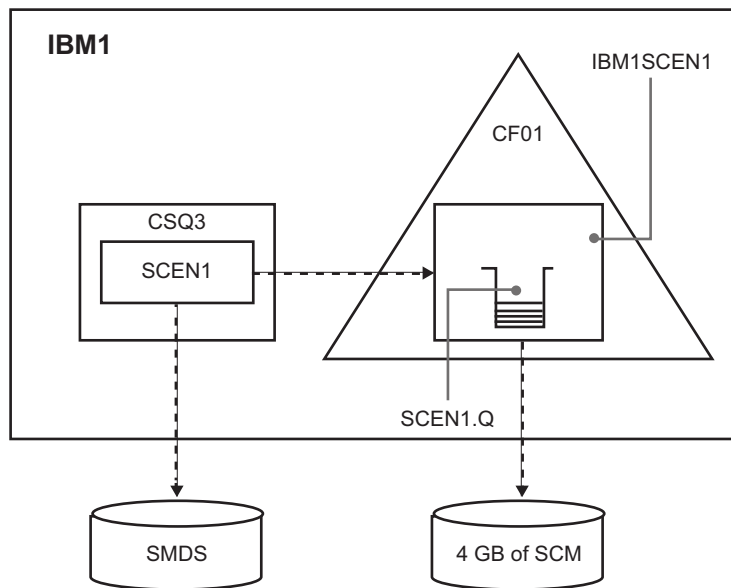 IBM1
IBM1SCEN1
CF01
CSQ3
SCEN1
SCEN1.Q
SMDS
4 GB of SCM